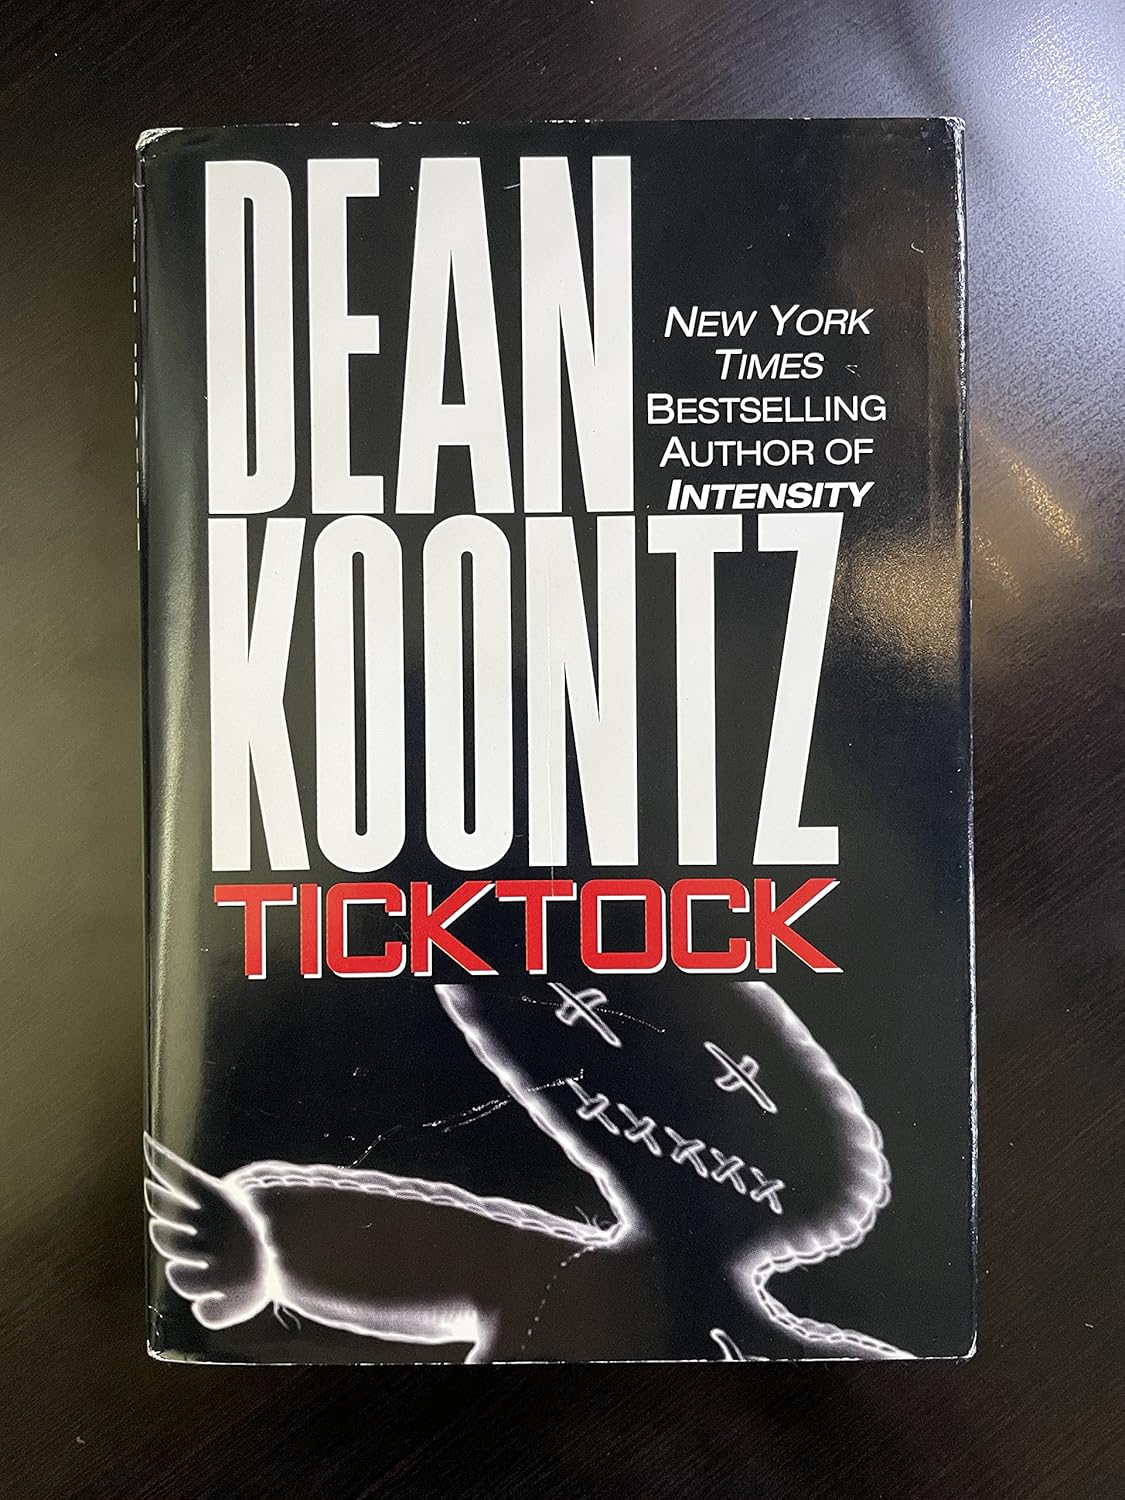 DEAN
NEW YORK
TIMES
BESTSELLING
AUTHOR OF
INTENSITY
KOONTZ
TICKTOCK